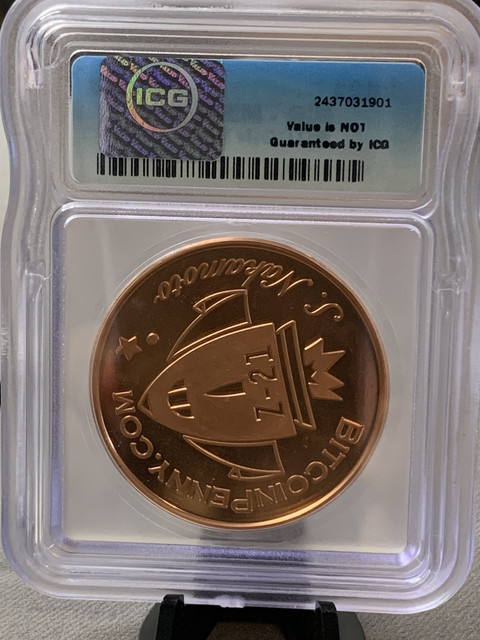 ICG
2437031901
Value is NOT
Guaranteed by ICG
S. Nakamoto
Z-21
BITCOINPENNY.COM